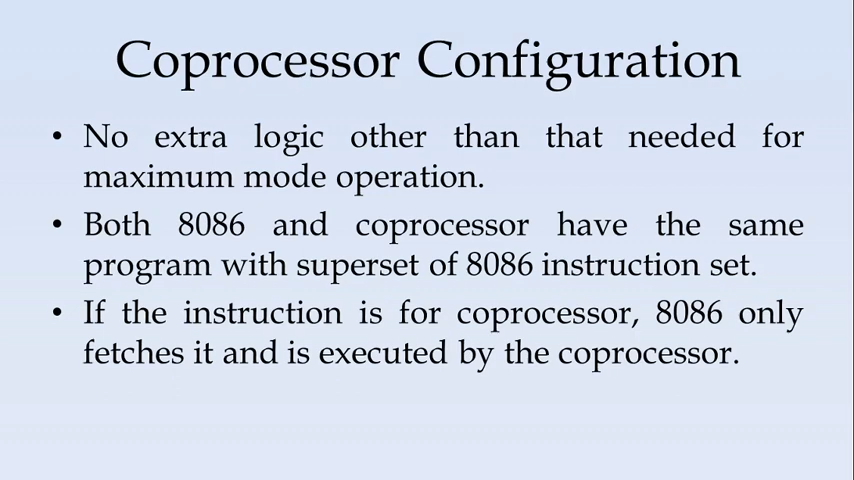 Coprocessor Configuration
• No extra logic other than that needed for
maximum mode operation.
• Both 8086 and coprocessor have the same
program with superset of 8086 instruction set.
• If the instruction is for coprocessor, 8086 only
fetches it and is executed by the coprocessor.